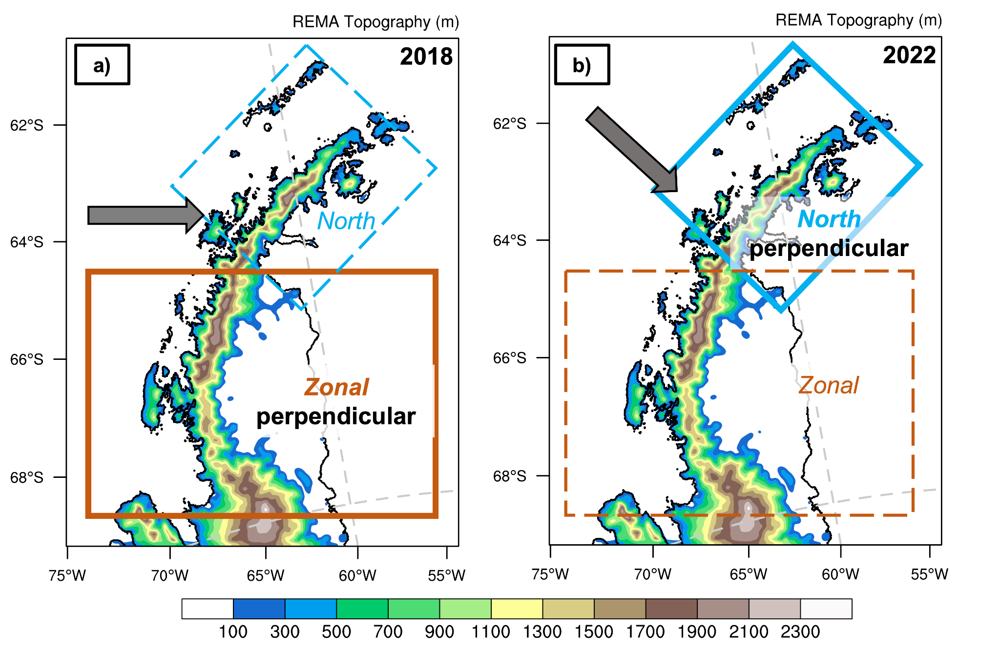 REMA Topography (m)
a)
2018
62°S
64°S
66°S
68°S
North
Zonal
perpendicular
75°W 70°W 65°W 60°W 55°W
REMA Topography (m)
b)
2022
62°S
64°S
66°S
68°S
North
perpendicular
Zonal
75°W 70°W 65°W 60°W 55°W
100 300 500 700 900 1100 1300 1500 1700 1900 2100 2300